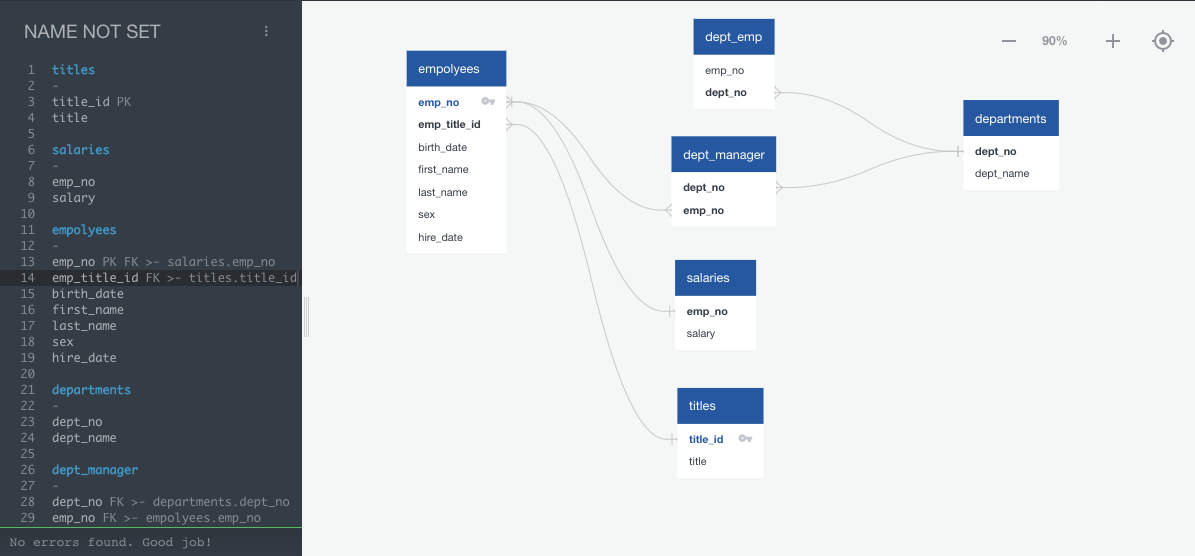 NAME NOT SET
1 titles
2 -
3 title_id PK
4 title
5
6 salaries
7 -
8 emp_no
9 salary
10
11 empolyees
12 -
13 emp_no PK FK >- salaries.emp_no
14 emp_title_id FK >- titles.title_id
15 birth_date
16 first_name
17 last_name
18 sex
19 hire_date
20
21 departments
22 -
23 dept_no
24 dept_name
25
26 dept_manager
27 -
28 dept_no FK >- departments.dept_no
29 emp_no FK >- empolyees.emp_no
No errors found. Good job!
empolyees
emp_no
emp_title_id
birth_date
first_name
last_name
sex
hire_date
dept_emp
emp_no
dept_no
dept_manager
dept_no
emp_no
salaries
emp_no
salary
titles
title_id
title
departments
dept_no
dept_name
90%